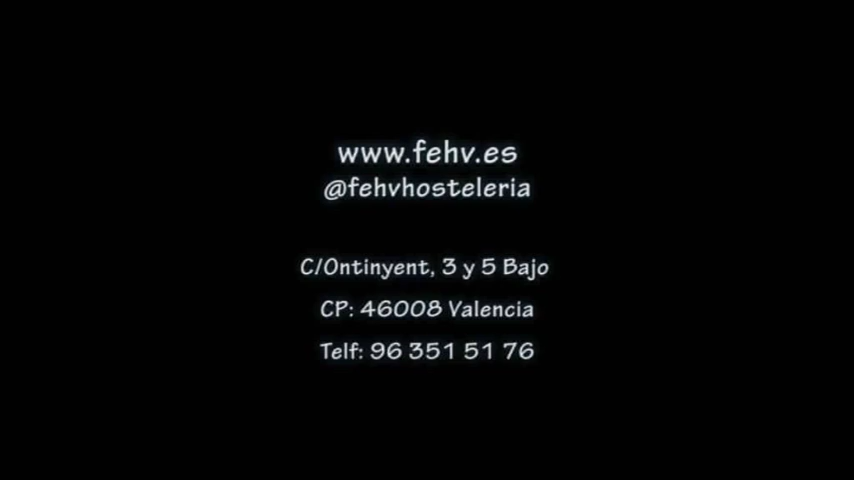 www.fehv.es
@fehvhosteleria
C/Ontinyent, 3 y 5 Bajo
CP: 46008 Valencia
Telf: 96 351 51 76